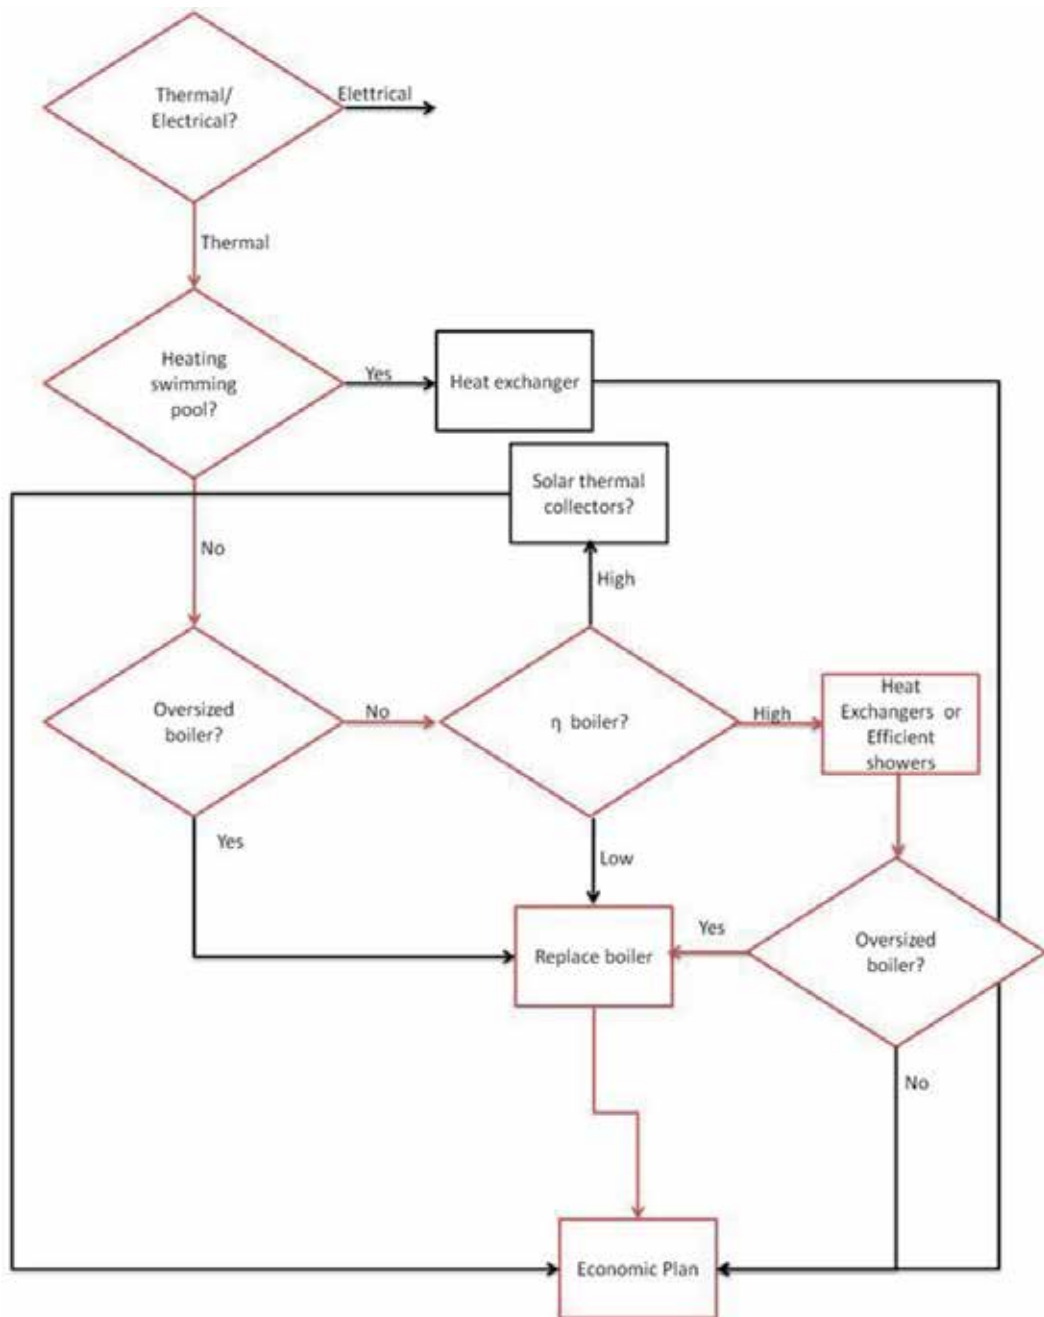 Thermal/
Electrical?
Elettrical
Thermal
Heating
swimming
pool?
Yes
Heat exchanger
Solar thermal
collectors?
No
High
Oversized
boiler?
No
η boiler?
High
Heat
Exchangers or
Efficient
showers
Yes
Low
Replace boiler
Yes
Oversized
boiler?
No
Economic Plan